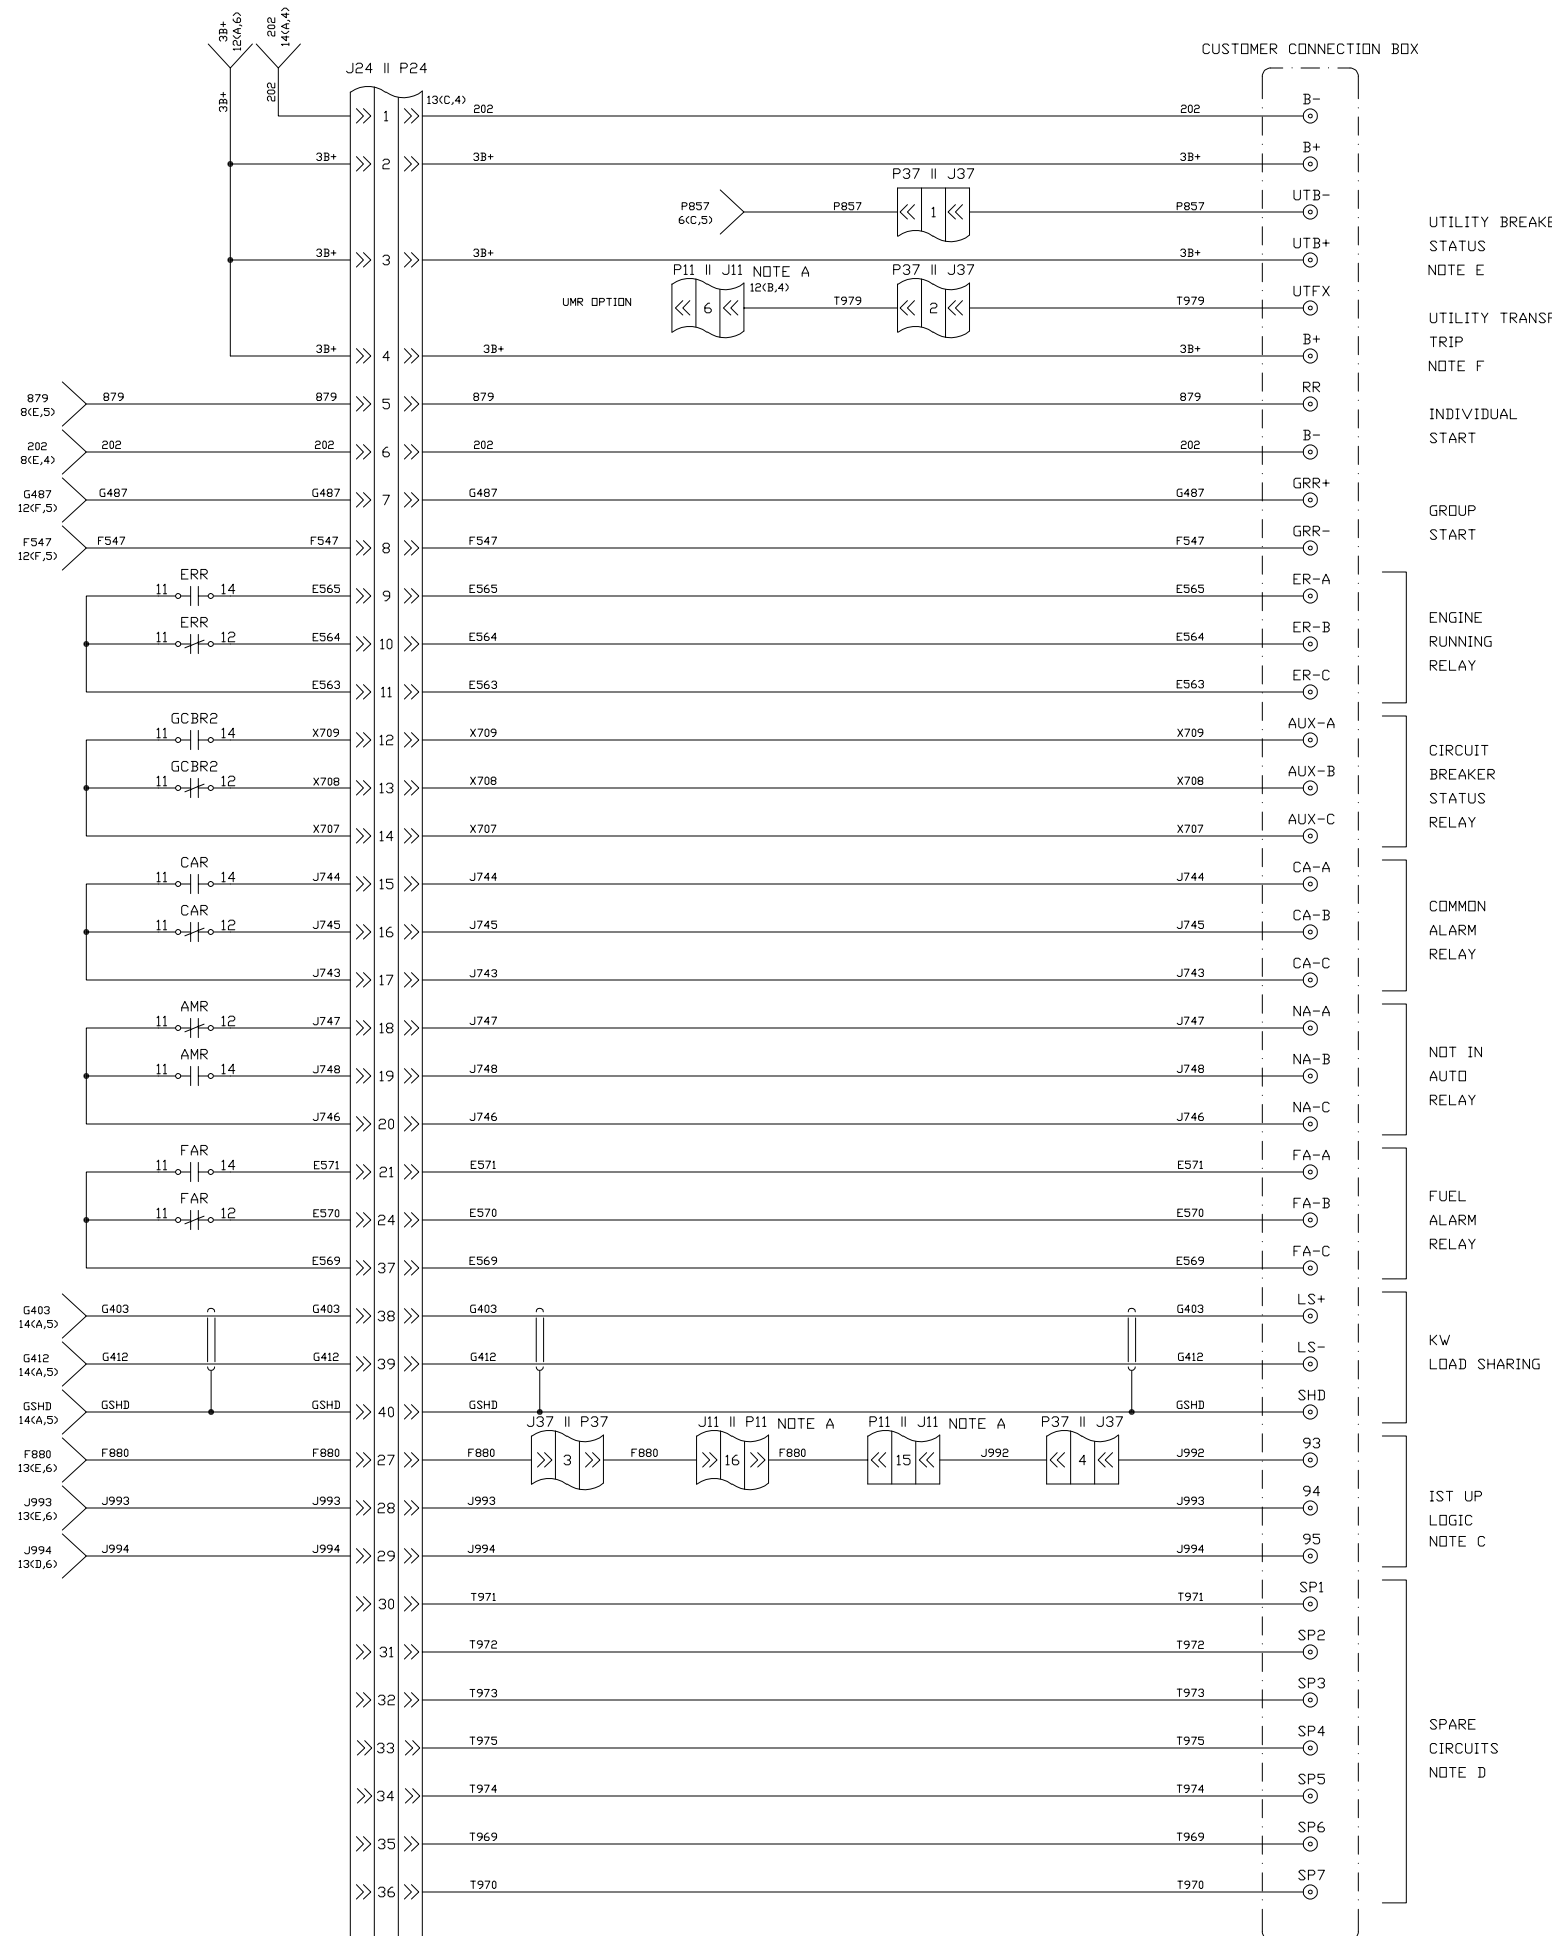 3B+
12(A,6)
202
14(A,4)
CUSTOMER CONNECTION BOX
J24 II P24
3B+
202
13(C,4)
1
202
202
B-
3B+
2
3B+
3B+
B+
P37 II J37
P857
6(C,5)
P857
1
P857
UTB-
UTILITY BREAKE
STATUS
NOTE E
3B+
3
3B+
3B+
UTB+
P11 II J11 NOTE A
12(B,4)
P37 II J37
UMR OPTION
6
T979
2
T979
UTFX
UTILITY TRANSF
TRIP
NOTE F
3B+
4
3B+
3B+
B+
879
8(E,5)
879
879
5
879
879
RR
INDIVIDUAL
START
202
8(E,4)
202
202
6
202
202
B-
G487
12(F,5)
G487
G487
7
G487
G487
GRR+
GROUP
START
F547
12(F,5)
F547
F547
8
F547
F547
GRR-
ERR
11
14
E565
9
E565
E565
ER-A
ERR
11
12
E564
10
E564
E564
ER-B
ENGINE
RUNNING
RELAY
E563
11
E563
E563
ER-C
GCBR2
11
14
X709
12
X709
X709
AUX-A
GCBR2
11
12
X708
13
X708
X708
AUX-B
CIRCUIT
BREAKER
STATUS
RELAY
X707
14
X707
X707
AUX-C
CAR
11
14
J744
15
J744
J744
CA-A
CAR
11
12
J745
16
J745
J745
CA-B
COMMON
ALARM
RELAY
J743
17
J743
J743
CA-C
AMR
11
12
J747
18
J747
J747
NA-A
AMR
11
14
J748
19
J748
J748
NA-B
NOT IN
AUTO
RELAY
J746
20
J746
J746
NA-C
FAR
11
14
E571
21
E571
E571
FA-A
FAR
11
12
E570
24
E570
E570
FA-B
FUEL
ALARM
RELAY
E569
37
E569
E569
FA-C
G403
14(A,5)
G403
G403
38
G403
G403
LS+
G412
14(A,5)
G412
G412
39
G412
G412
LS-
KW
LOAD SHARING
GSHD
14(A,5)
GSHD
GSHD
40
GSHD
GSHD
SHD
J37 II P37
J11 II P11 NOTE A
P11 II J11 NOTE A
P37 II J37
F880
13(E,6)
F880
F880
27
F880
3
F880
16
F880
15
J992
4
J992
93
J993
13(E,6)
J993
J993
28
J993
J993
94
IST UP
LOGIC
NOTE C
J994
13(D,6)
J994
J994
29
J994
J994
95
30
T971
T971
SP1
31
T972
T972
SP2
32
T973
T973
SP3
33
T975
T975
SP4
SPARE
CIRCUITS
NOTE D
34
T974
T974
SP5
35
T969
T969
SP6
36
T970
T970
SP7